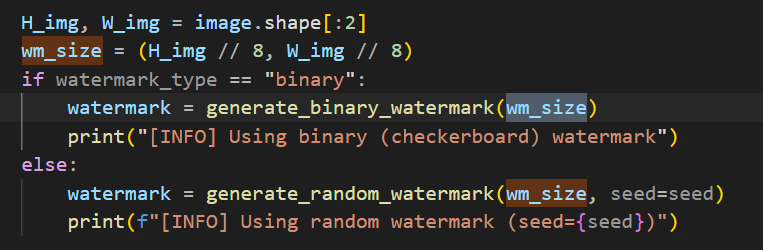 H_img, W_img = image.shape[:2]
wm_size = (H_img // 8, W_img // 8)
if watermark_type == "binary":
    watermark = generate_binary_watermark(wm_size)
    print("[INFO] Using binary (checkerboard) watermark")
else:
    watermark = generate_random_watermark(wm_size, seed=seed)
    print(f"[INFO] Using random watermark (seed={seed})")